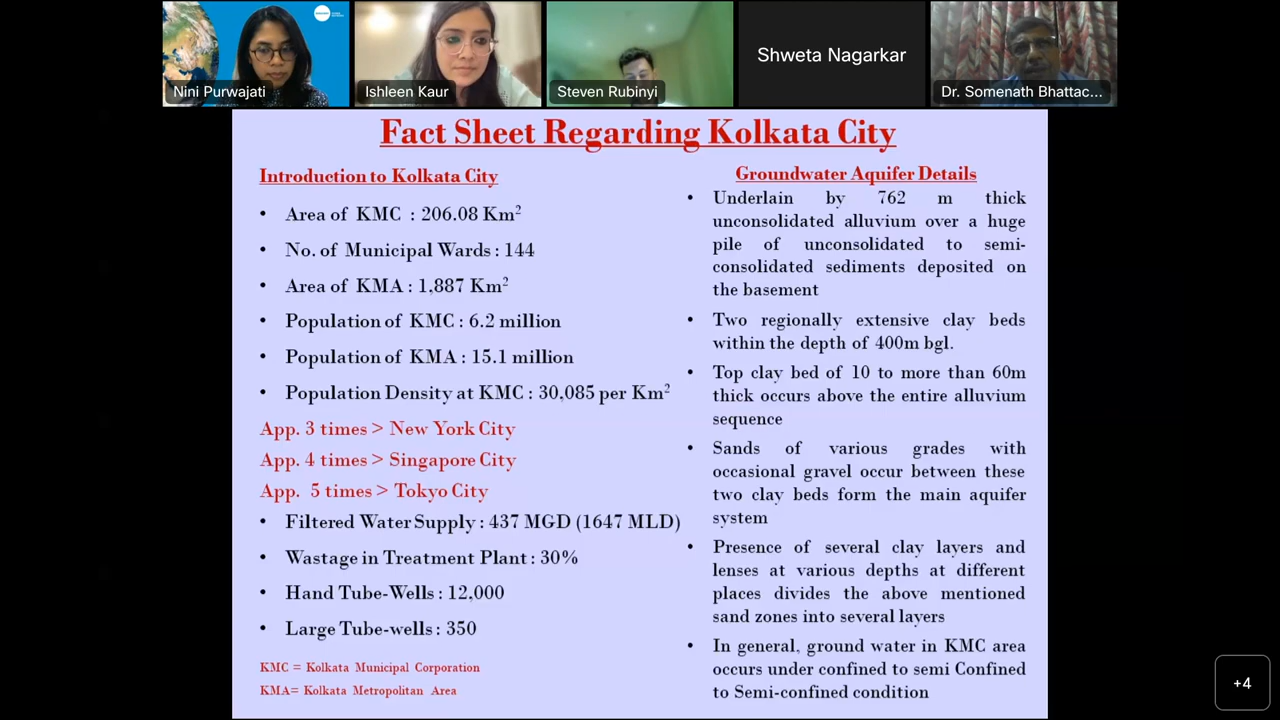 Nini Purwajati
Ishleen Kaur
Steven Rubinyi
Shweta Nagarkar
Dr. Somenath Bhattac...
Fact Sheet Regarding Kolkata City
Introduction to Kolkata City
• Area of KMC : 206.08 Km²
• No. of Municipal Wards : 144
• Area of KMA : 1,887 Km²
• Population of KMC : 6.2 million
• Population of KMA : 15.1 million
• Population Density at KMC : 30,085 per Km²
App. 3 times > New York City
App. 4 times > Singapore City
App. 5 times > Tokyo City
• Filtered Water Supply : 437 MGD (1647 MLD)
• Wastage in Treatment Plant : 30%
• Hand Tube-Wells : 12,000
• Large Tube-wells : 350
KMC = Kolkata Municipal Corporation
KMA= Kolkata Metropolitan Area
Groundwater Aquifer Details
• Underlain by 762 m thick
unconsolidated alluvium over a huge
pile of unconsolidated to semi-
consolidated sediments deposited on
the basement
• Two regionally extensive clay beds
within the depth of 400m bgl.
• Top clay bed of 10 to more than 60m
thick occurs above the entire alluvium
sequence
• Sands of various grades with
occasional gravel occur between these
two clay beds form the main aquifer
system
• Presence of several clay layers and
lenses at various depths at different
places divides the above mentioned
sand zones into several layers
• In general, ground water in KMC area
occurs under confined to semi Confined
to Semi-confined condition
+4